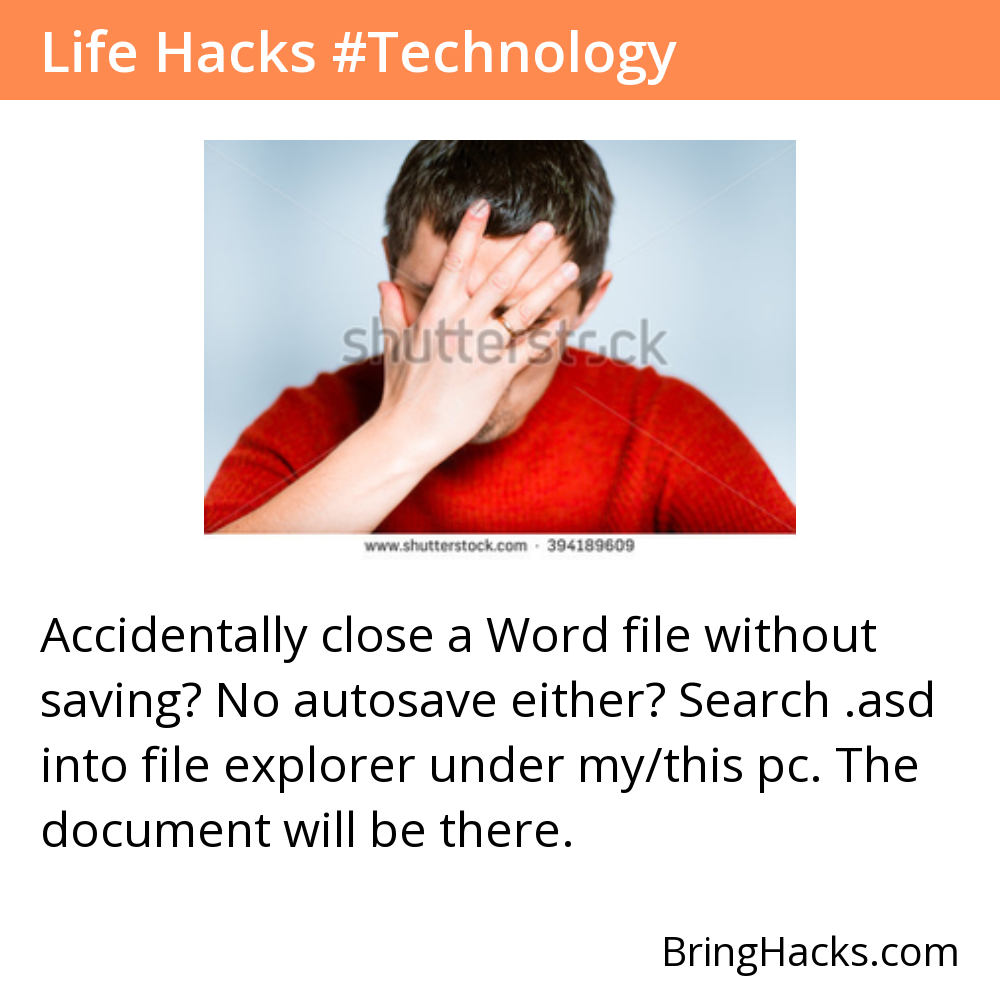 Life Hacks #Technology
shutterstock
www.shutterstock.com · 394189609
Accidentally close a Word file without
saving? No autosave either? Search .asd
into file explorer under my/this pc. The
document will be there.
BringHacks.com